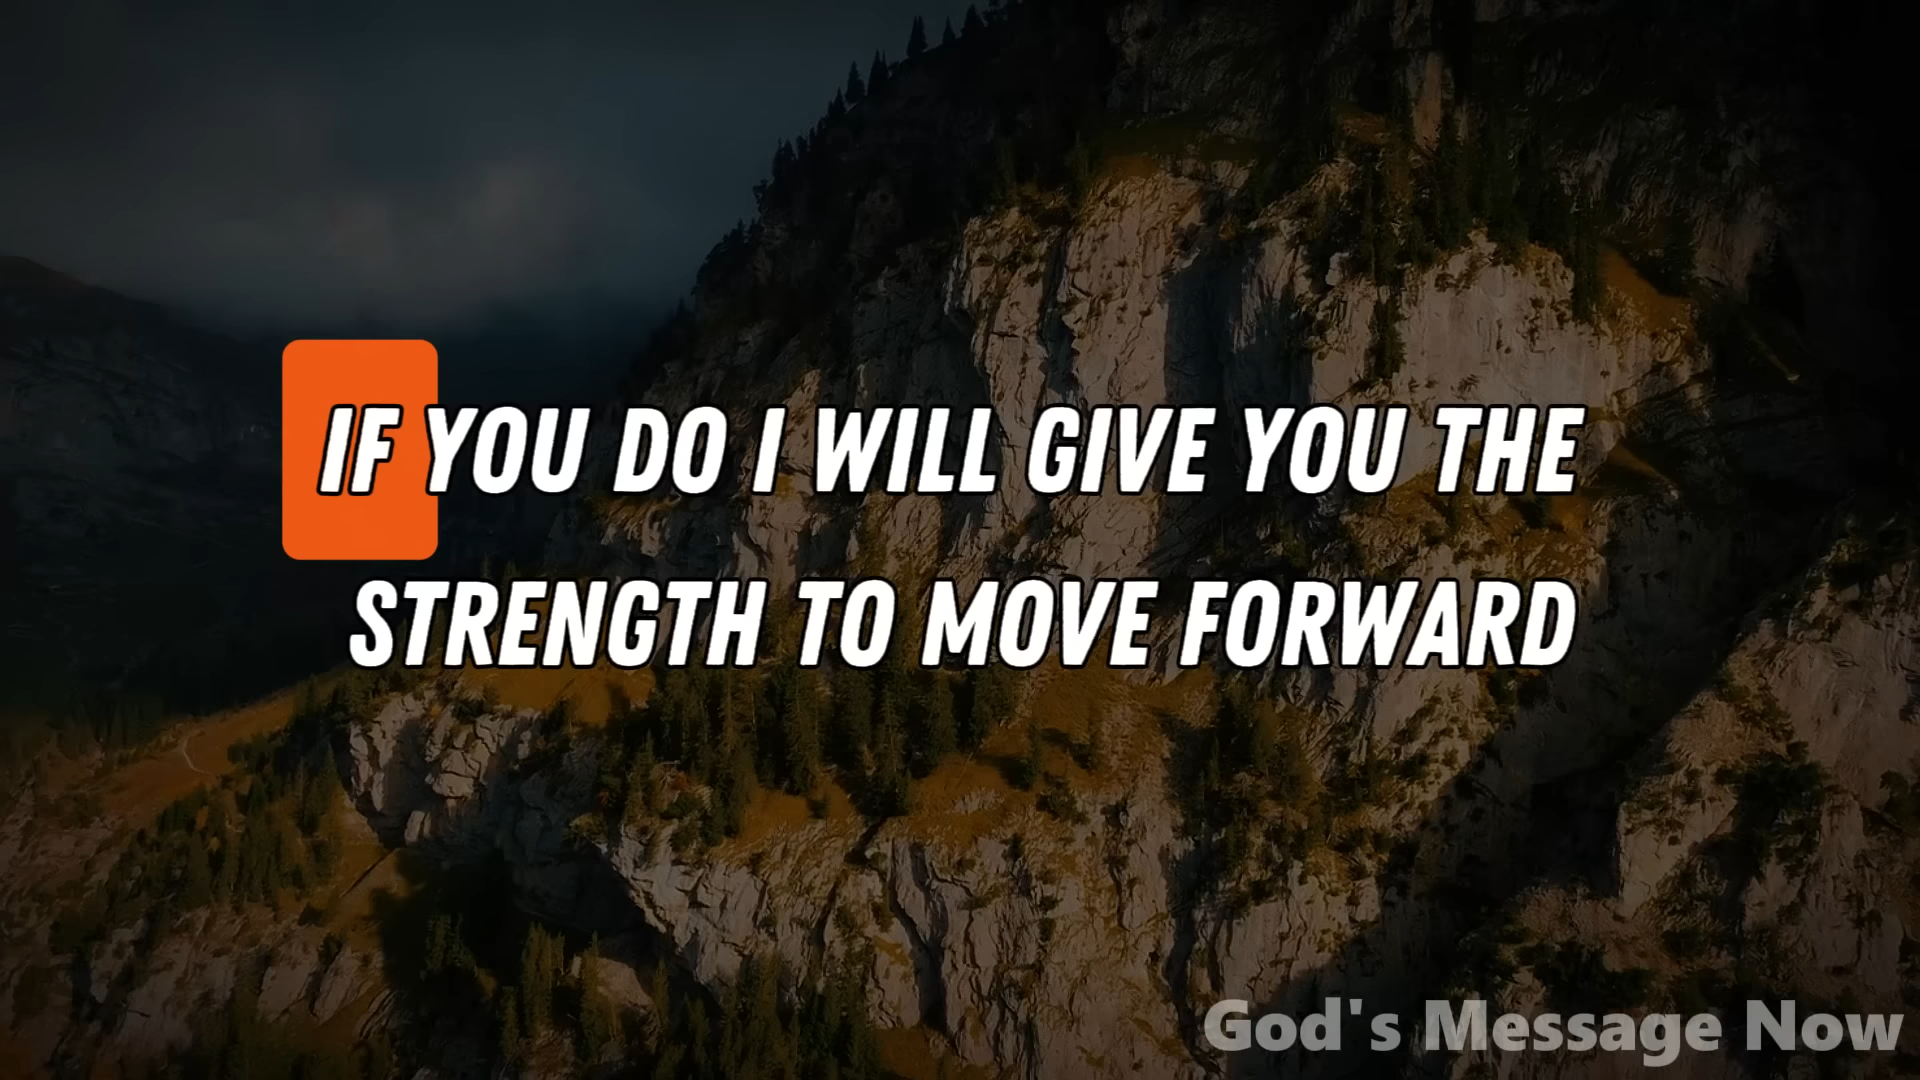 IF YOU DO I WILL GIVE YOU THE
STRENGTH TO MOVE FORWARD
God's Message Now